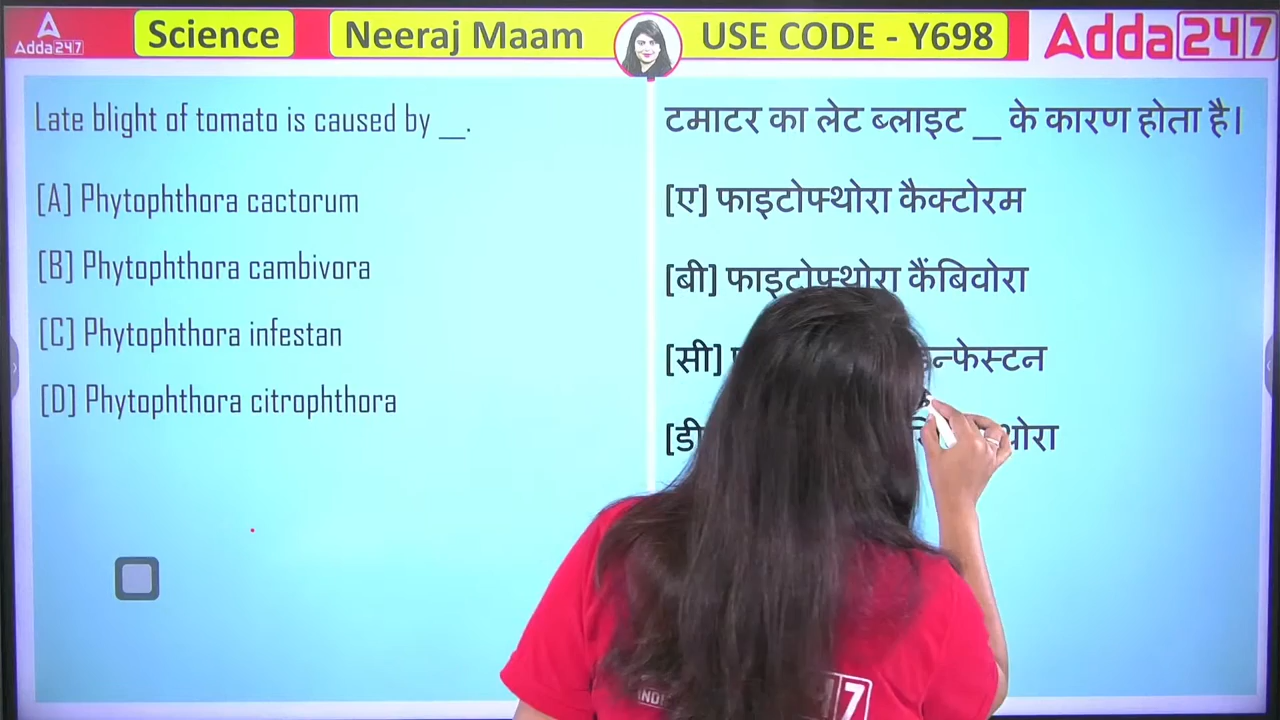 Adda247
Science
Neeraj Maam
USE CODE - Y698
Adda247
Late blight of tomato is caused by __.
[A] Phytophthora cactorum
[B] Phytophthora cambivora
[C] Phytophthora infestan
[D] Phytophthora citrophthora
टमाटर का लेट ब्लाइट __ के कारण होता है।
[ए] फाइटोफ्थोरा कैक्टोरम
[बी] फाइटोफ्थोरा कैंबिवोरा
[सी]
7